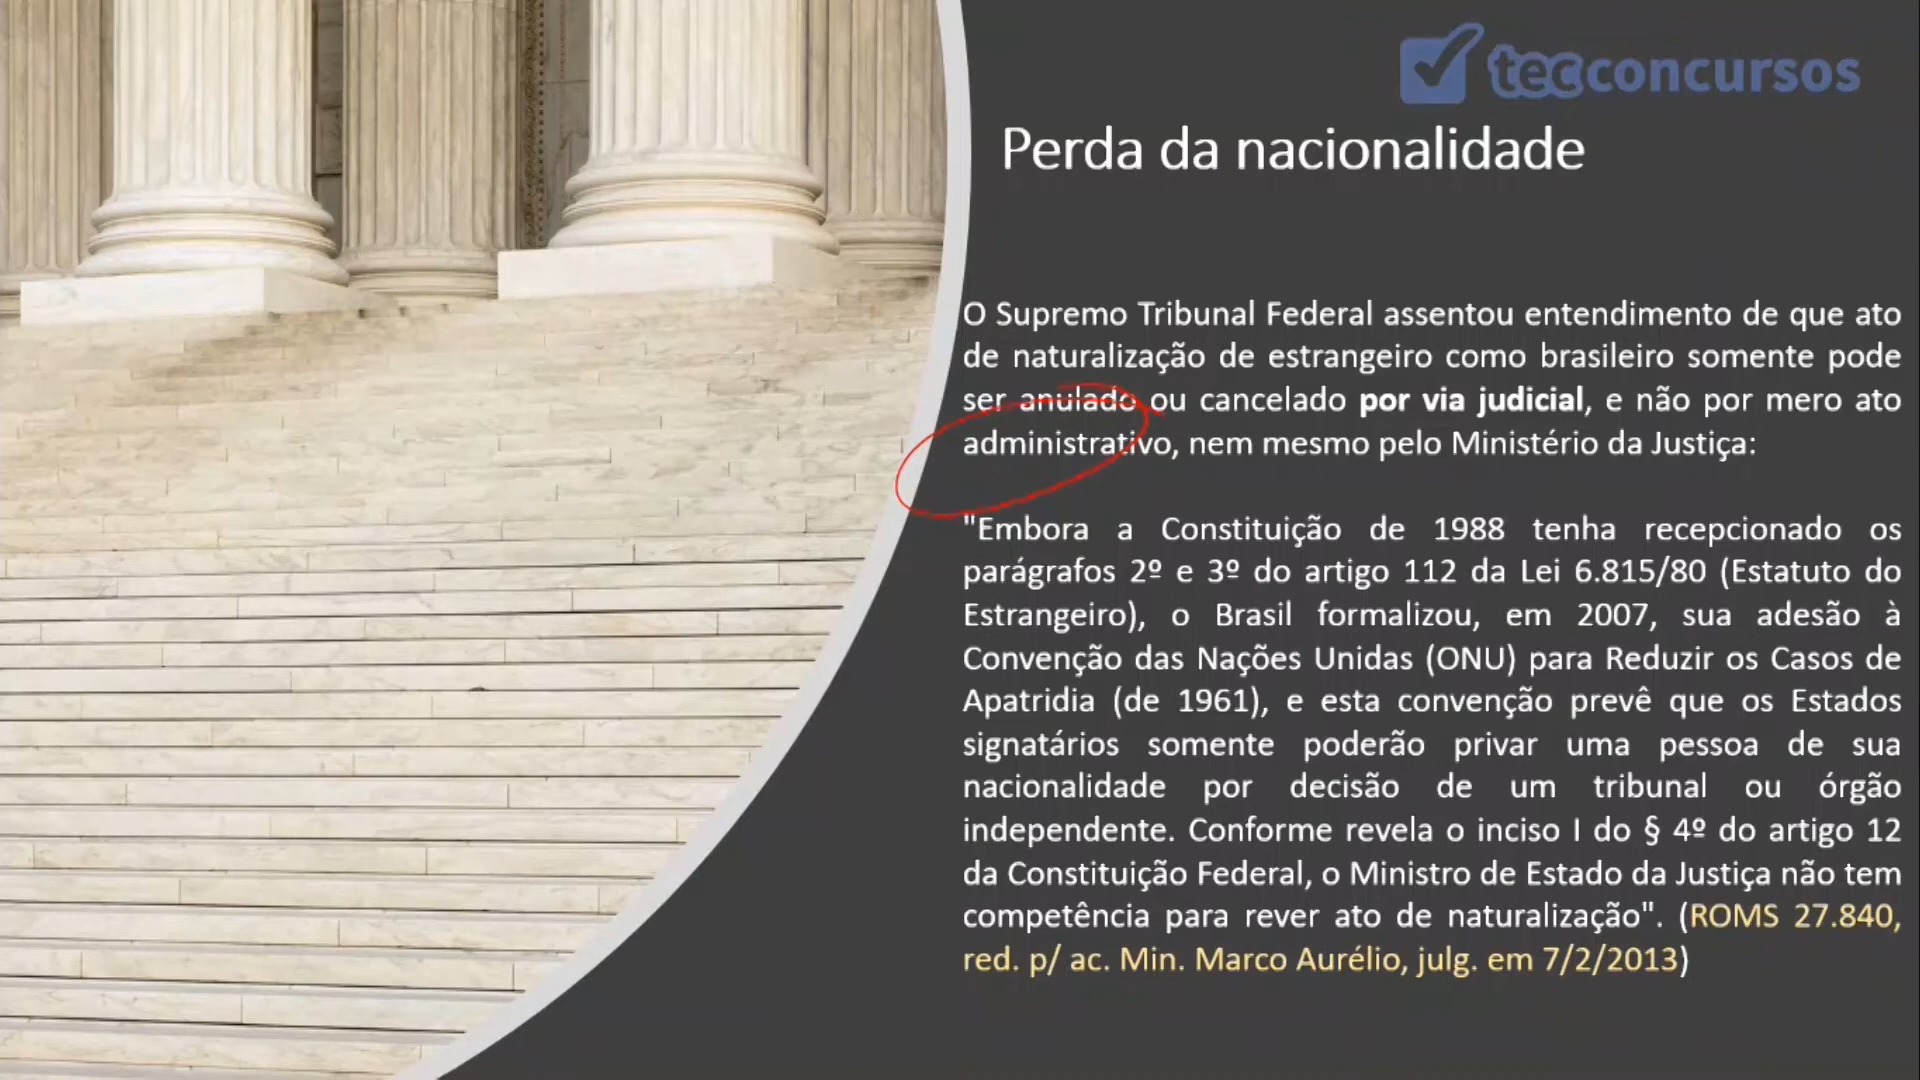 tecconcursos
Perda da nacionalidade
O Supremo Tribunal Federal assentou entendimento de que ato
de naturalização de estrangeiro como brasileiro somente pode
ser anulado ou cancelado por via judicial, e não por mero ato
administrativo, nem mesmo pelo Ministério da Justiça:
"Embora a Constituição de 1988 tenha recepcionado os
parágrafos 2º e 3º do artigo 112 da Lei 6.815/80 (Estatuto do
Estrangeiro), o Brasil formalizou, em 2007, sua adesão à
Convenção das Nações Unidas (ONU) para Reduzir os Casos de
Apatridia (de 1961), e esta convenção prevê que os Estados
signatários somente poderão privar uma pessoa de sua
nacionalidade por decisão de um tribunal ou órgão
independente. Conforme revela o inciso I do § 4º do artigo 12
da Constituição Federal, o Ministro de Estado da Justiça não tem
competência para rever ato de naturalização". (ROMS 27.840,
red. p/ ac. Min. Marco Aurélio, julg. em 7/2/2013)